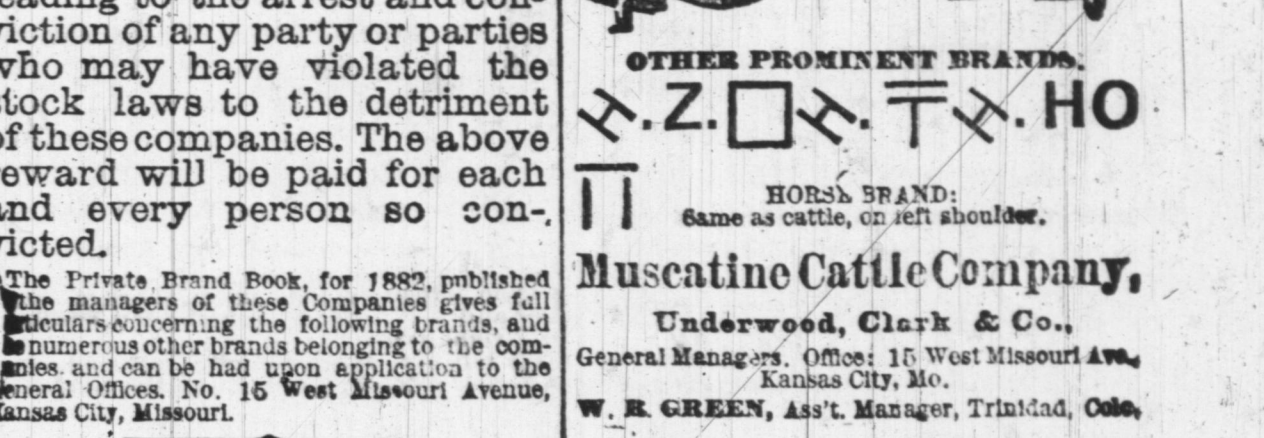 leading to the arrest and con-
viction of any party or parties
who may have violated the
stock laws to the detriment
of these companies. The above
reward will be paid for each
and every person so con-
victed.
The Private Brand Book, for 1882, pnblished
the managers of these Companies gives full
rticulars concerning the following brands, and
numerous other brands belonging to the com-
anies. and can be had upon application to the
General Offices. No. 15 West Missouri Avenue,
Kansas City, Missouri.
OTHER PROMINENT BRANDS.
H. Z. H. H. HO
HORSE BRAND:
Same as cattle, on left shoulder.
Muscatine Cattle Company,
Underwood, Clark & Co.,
General Managers. Office: 15 West Missouri Ave.,
Kansas City, Mo.
W. R. GREEN, Ass't. Manager, Trinidad, Colo.